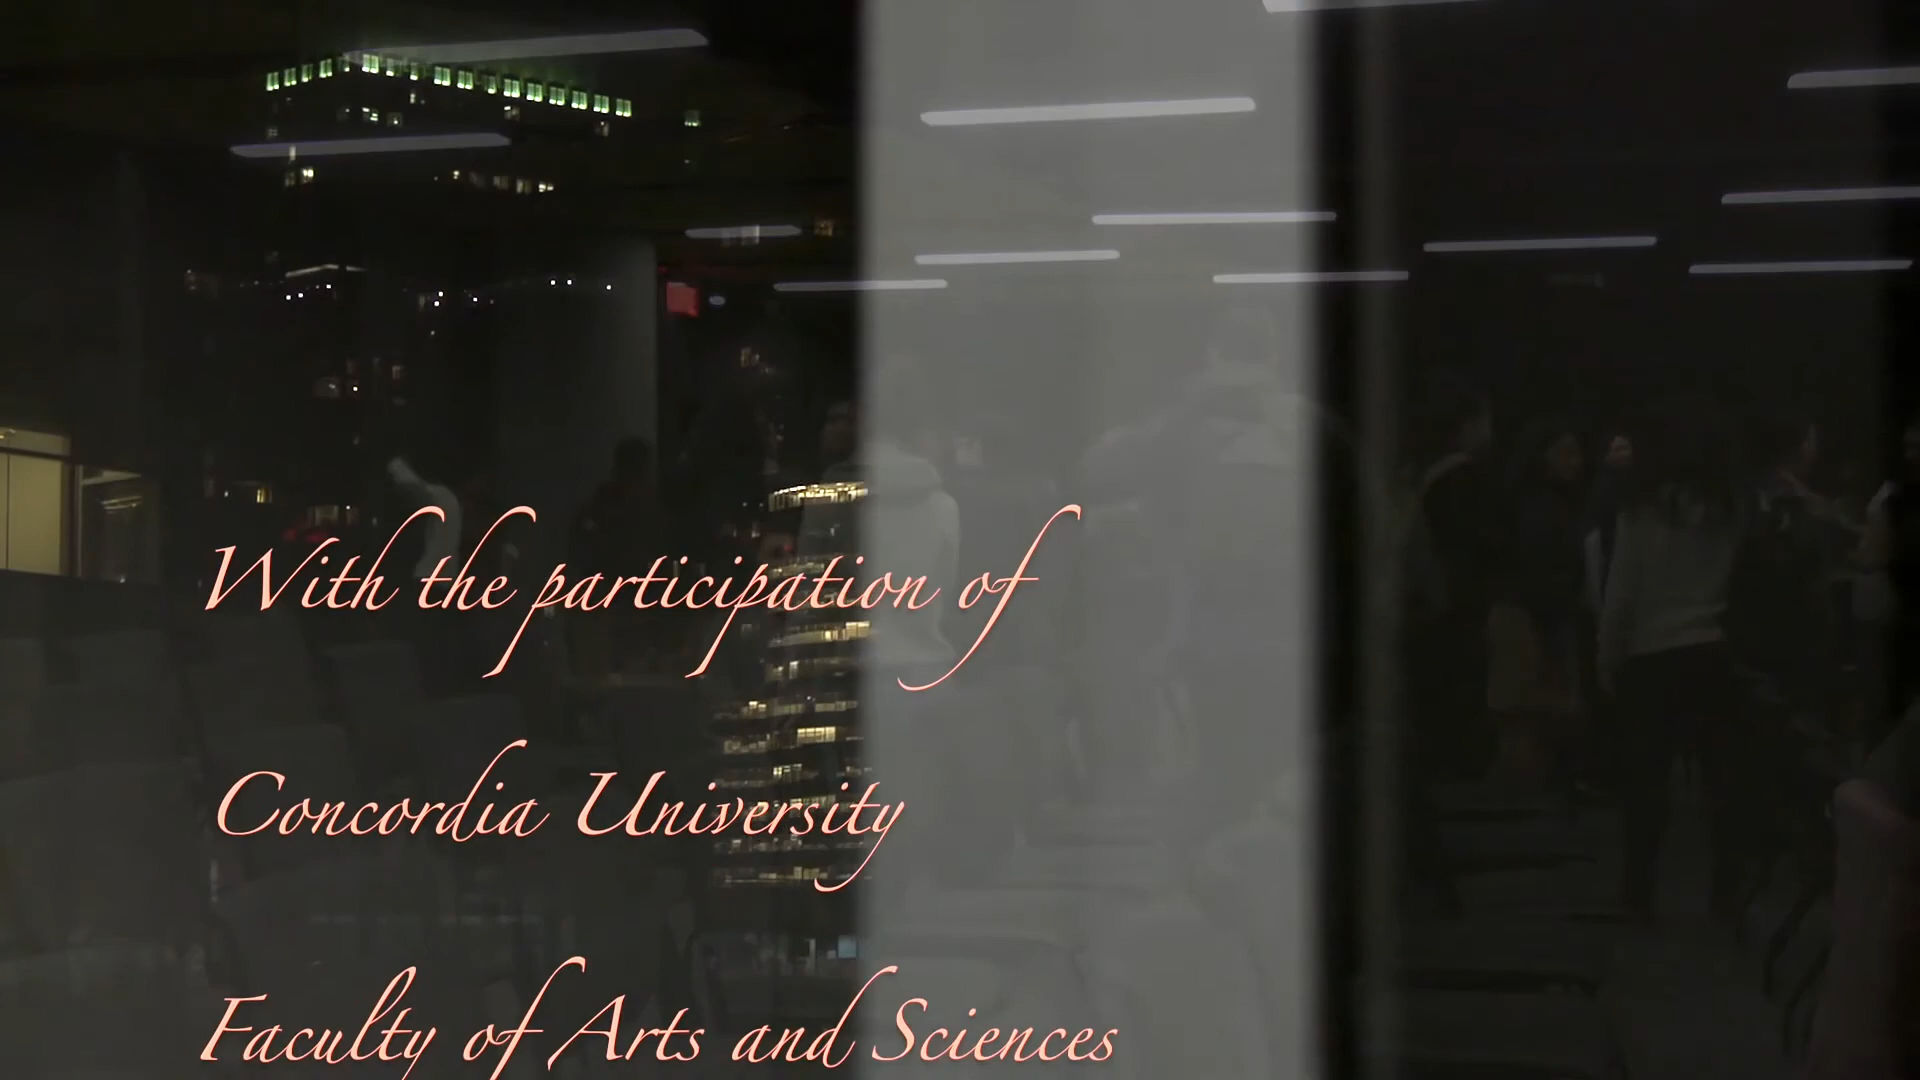 With the participation of
Concordia University
Faculty of Arts and Sciences